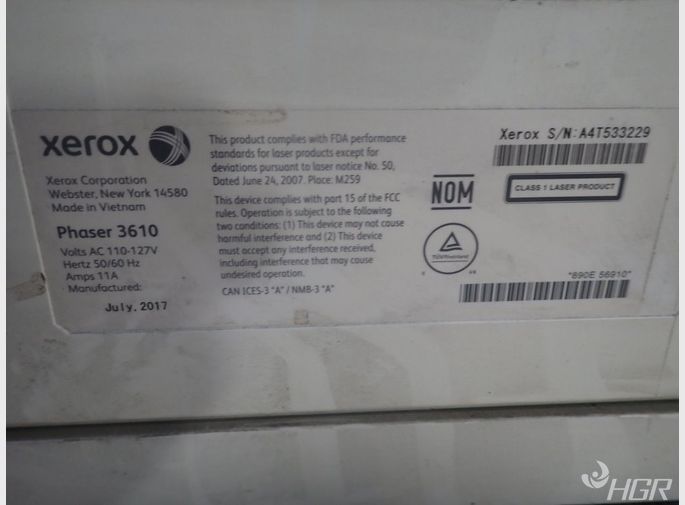 xerox
Xerox Corporation
Webster, New York 14580
Made in Vietnam
Phaser 3610
Volts AC 110-127V
Hertz 50/60 Hz
Amps 11A
Manufactured:
July. 2017
This product complies with FDA performance
standards for laser products except for
deviations pursuant to laser notice No. 50,
Dated June 24, 2007. Place: M259
This device complies with part 15 of the FCC
rules. Operation is subject to the following
two conditions: (1) This device may not cause
harmful interference and (2) This device
must accept any interference received,
including interference that may cause
undesired operation.
CAN ICES-3 "A" / NMB-3 "A"
NOM
TÜVRheinland
Xerox S/N:A4T533229
CLASS 1 LASER PRODUCT
*890E 56910*
HGR